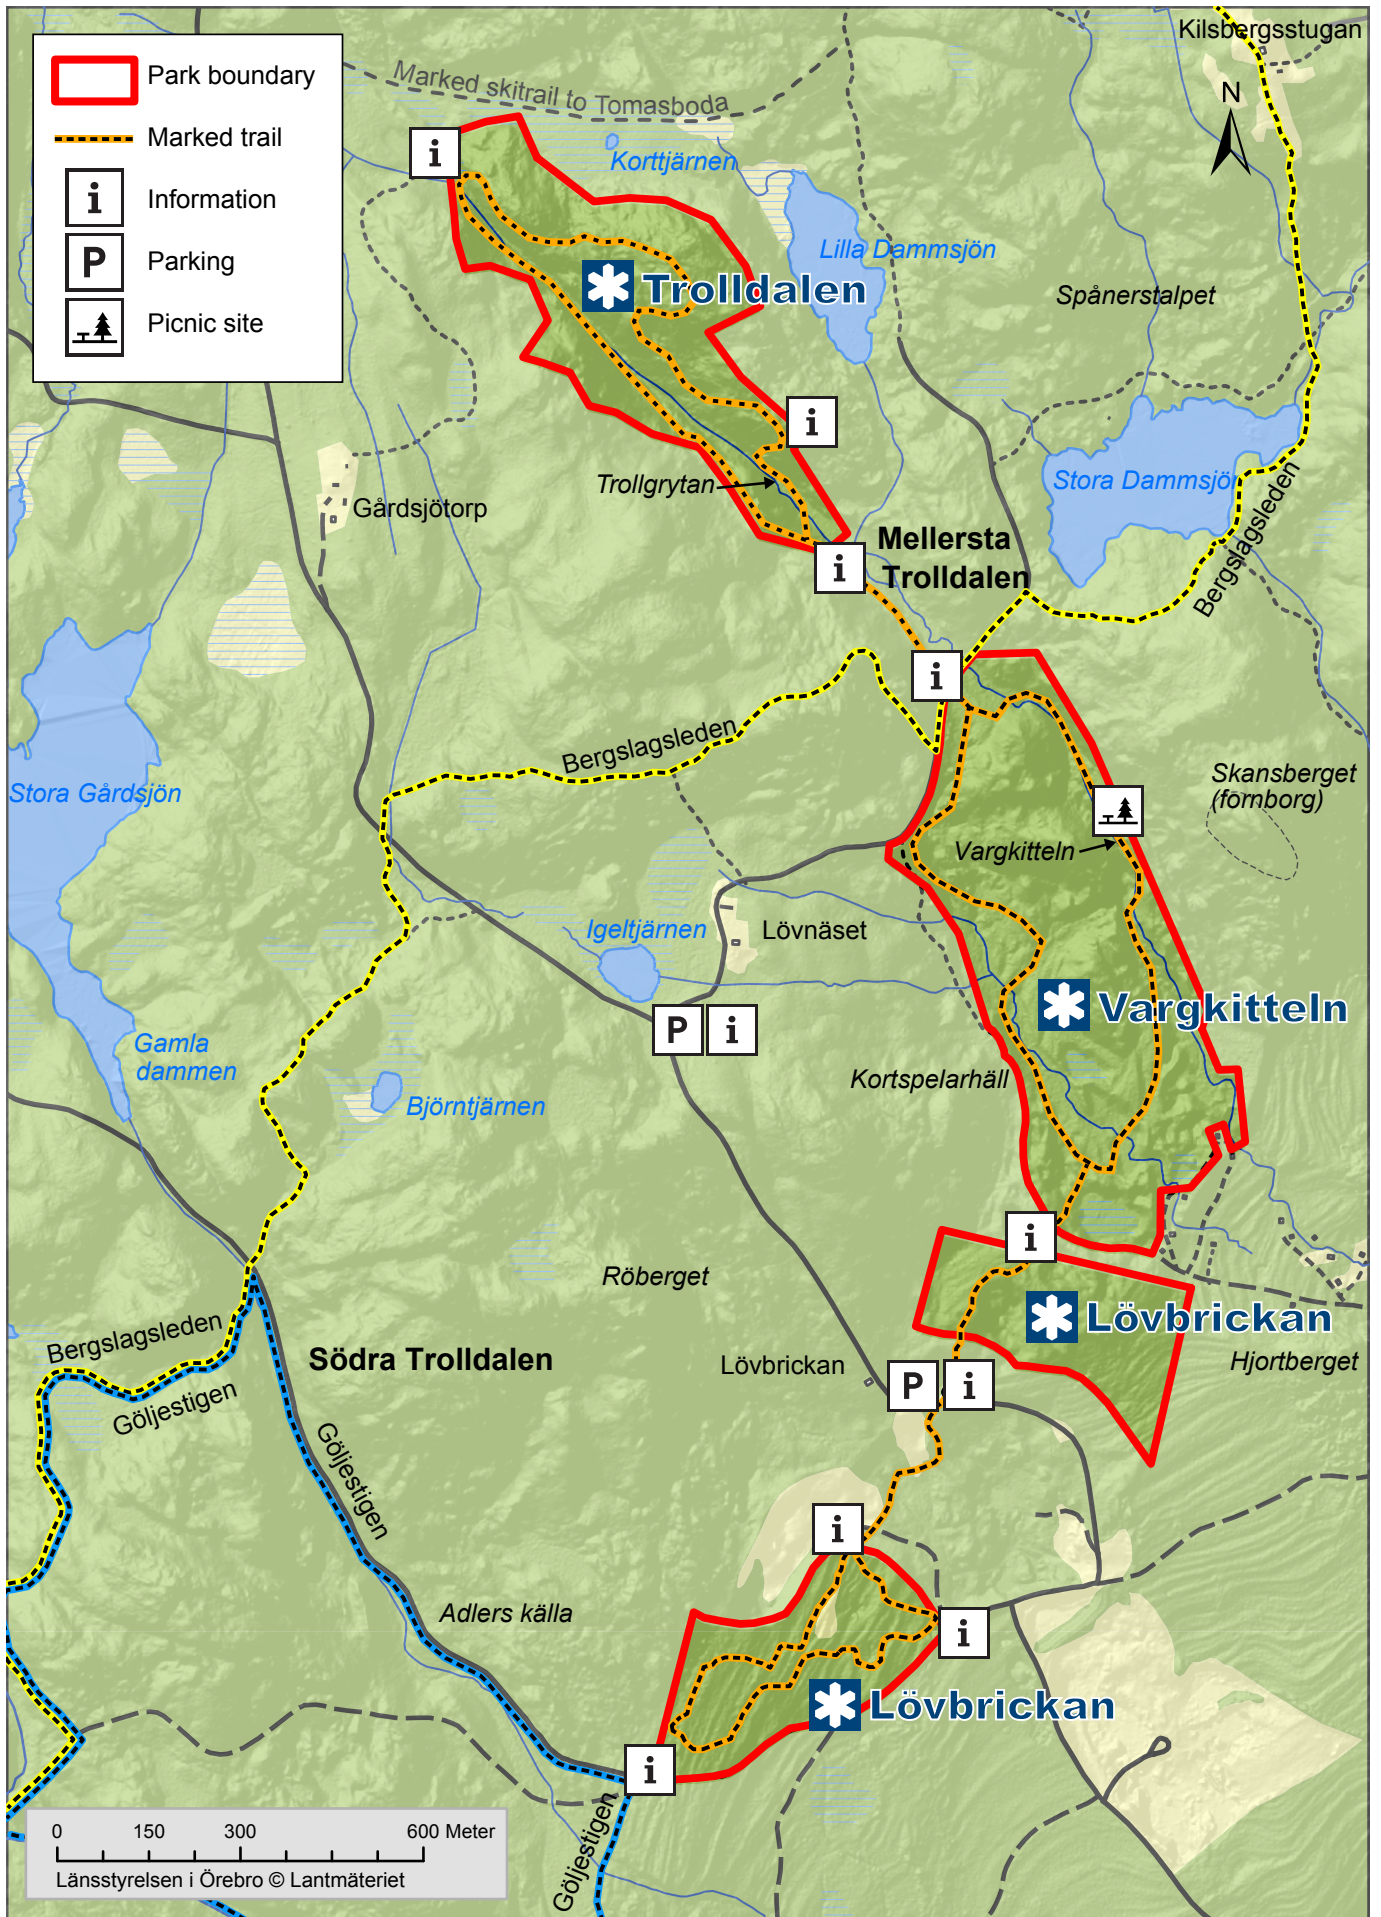 Park boundary
Marked trail
i Information
P Parking
Picnic site
Marked skitrail to Tomasboda
Kilsbergsstugan
N
i
Korttjärnen
Lilla Dammsjön
Trolldalen
Spånerstalpet
i
Trollgrytan
Stora Dammsjön
Bergslagsleden
Gårdsjötorp
Mellersta
Trolldalen
i
i
Bergslagsleden
Stora Gårdsjön
Skansberget
(fornborg)
Vargkitteln
Igeltjärnen
Lövnäset
Vargkitteln
P i
Gamla
dammen
Björntjärnen
Kortspelarhäll
i
Röberget
Lövbrickan
Bergslagsleden
Göljestigen
Södra Trolldalen
Lövbrickan
Hjortberget
P i
Göljestigen
i
Adlers källa
i
Lövbrickan
i
Göljestigen
0 150 300 600 Meter
Länsstyrelsen i Örebro © Lantmäteriet